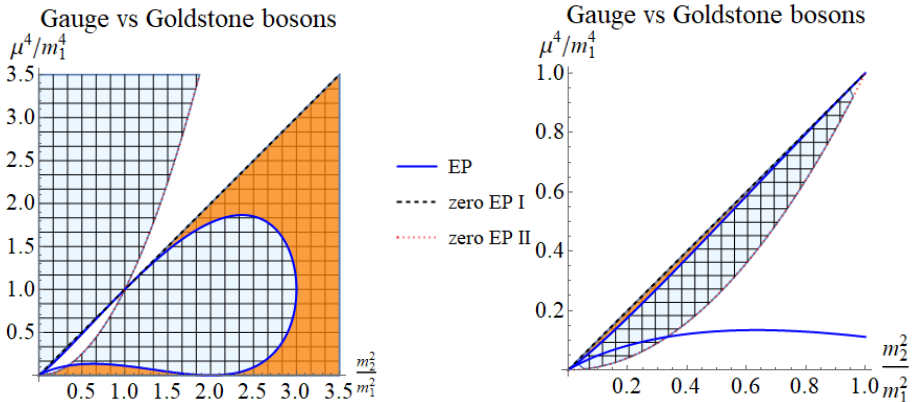 Gauge vs Goldstone bosons
μ⁴/m₁⁴
3.5
3.0
2.5
2.0
1.5
1.0
0.5
0.5 1.0 1.5 2.0 2.5 3.0 3.5
m₂²/m₁²
EP
zero EP I
zero EP II
Gauge vs Goldstone bosons
μ⁴/m₁⁴
1.0
0.8
0.6
0.4
0.2
0.2 0.4 0.6 0.8 1.0
m₂²/m₁²